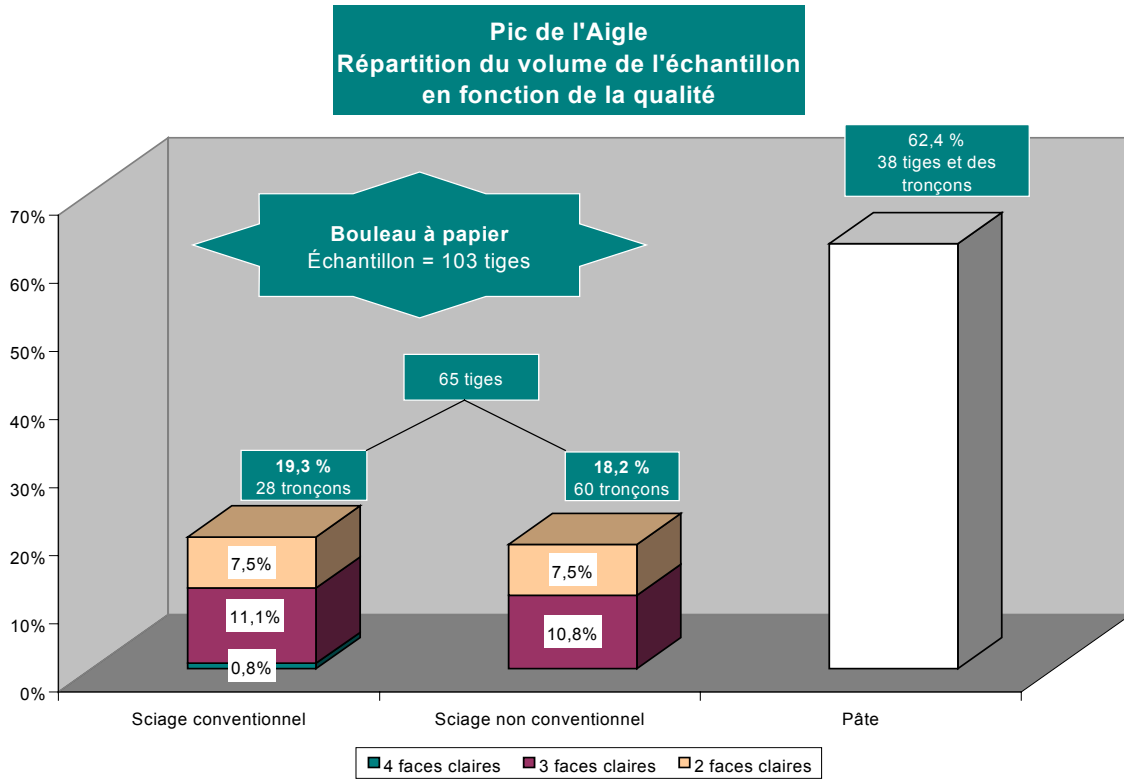 Pic de l'Aigle
Répartition du volume de l'échantillon
en fonction de la qualité
62,4 %
38 tiges et des
tronçons
Bouleau à papier
Échantillon = 103 tiges
65 tiges
19,3 %
28 tronçons
18,2 %
60 tronçons
70%
60%
50%
40%
30%
20%
10%
0%
7,5%
11,1%
0,8%
7,5%
10,8%
Sciage conventionnel
Sciage non conventionnel
Pâte
4 faces claires
3 faces claires
2 faces claires